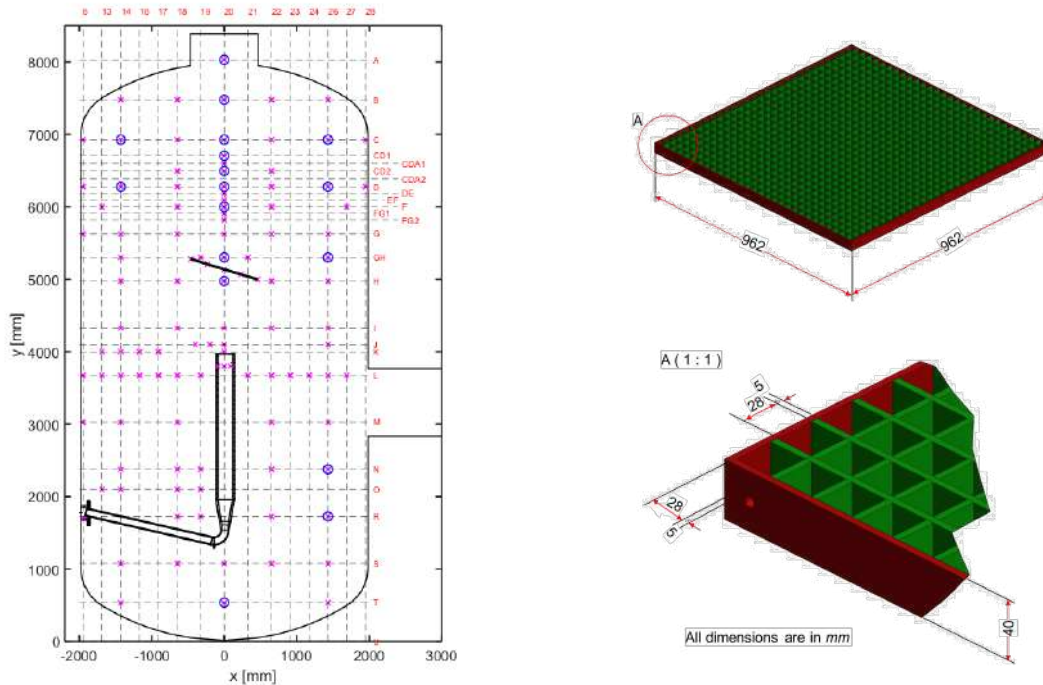 6 13 14 16 17 18 19 20 21 22 23 24 26 27 28
8000
7000
6000
5000
4000
3000
2000
1000
0
y [mm]
-2000 -1000 0 1000 2000 3000
x [mm]
A
B
C
CD1
CDA1
CD2
CDA2
D
DE
EF
F
FG1
FG2
G
GH
H
I
J
K
L
M
N
O
R
S
T
U
A
962
962
A ( 1 : 1 )
5
28
28
5
40
All dimensions are in mm